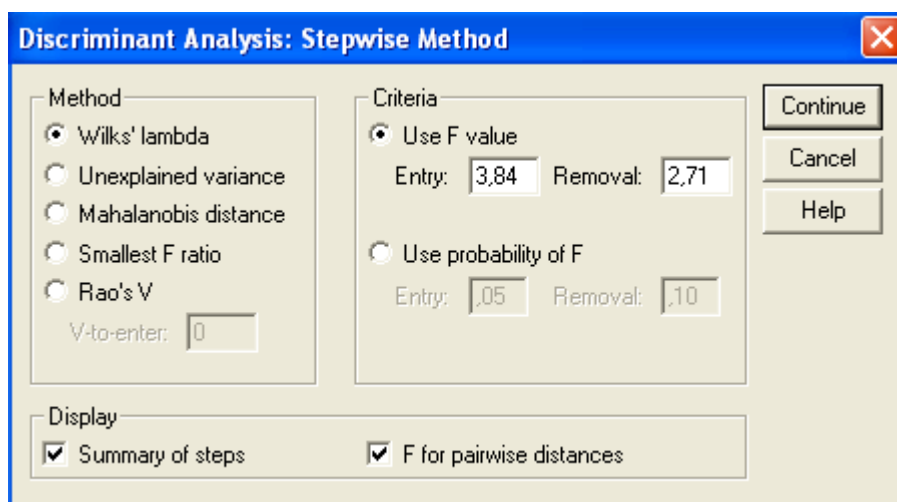 Discriminant Analysis: Stepwise Method
Method
Wilks' lambda
Unexplained variance
Mahalanobis distance
Smallest F ratio
Rao's V
V-to-enter: 0
Criteria
Use F value
Entry: 3,84 Removal: 2,71
Use probability of F
Entry: ,05 Removal: ,10
Continue
Cancel
Help
Display
Summary of steps
F for pairwise distances